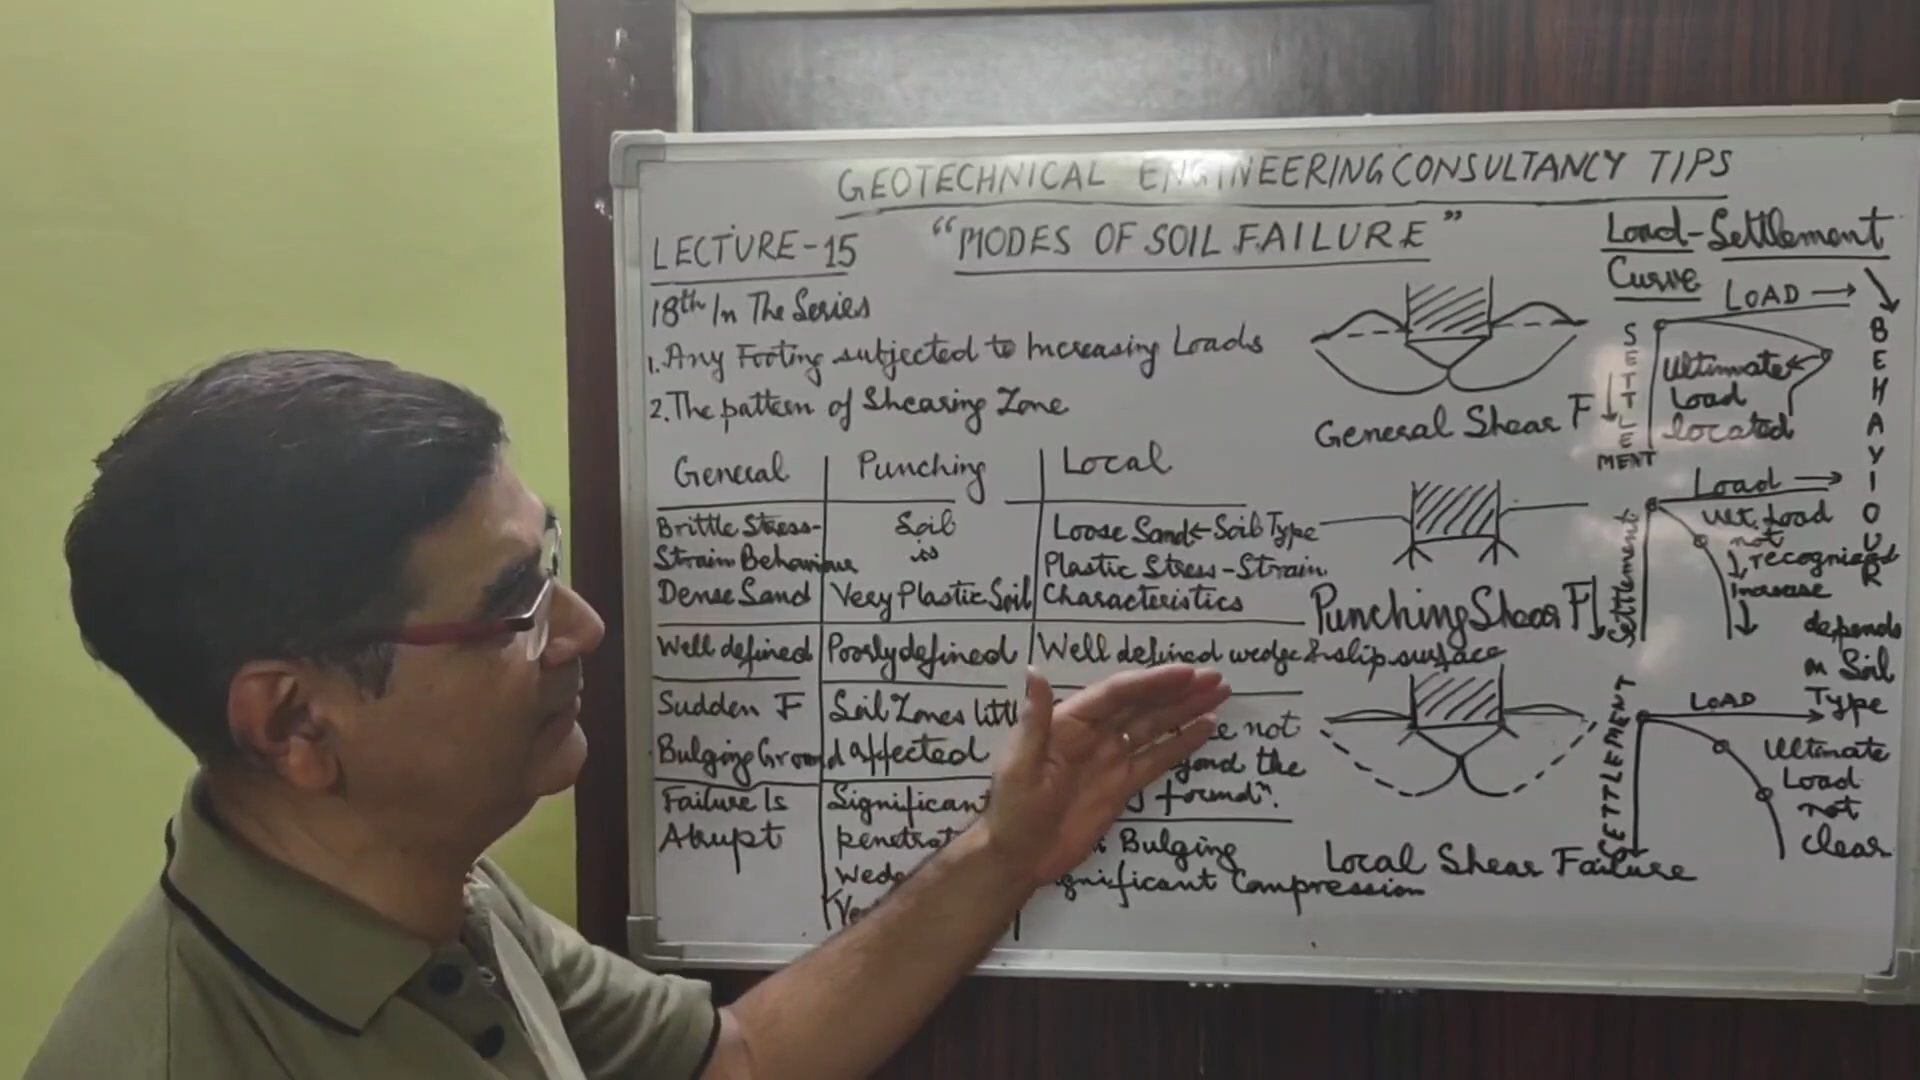 GEOTECHNICAL ENGINEERING CONSULTANCY TIPS
LECTURE-15
"MODES OF SOIL FAILURE"
18th In The Series
1. Any Footing subjected to Increasing Loads
2. The pattern of Shearing Zone
General Punching Local
Brittle Stress-
Strain Behaviour
Dense Sand
Soil
is
Very Plastic Soil
Loose Sand ← Soil Type
Plastic Stress-Strain
Characteristics
Well defined
Poorly defined
Well defined wedge & slip surface
Sudden F
Bulging Ground
Soil Zones
affected
not
the
formed".
Failure Is
Abrupt
Significant
Bulging
Compression
General Shear F
Punching Shear F
Local Shear Failure
Load-Settlement
Curve
LOAD →
SETTLEMENT
Ultimate
Load
located
Load →
Settlement
Ult. Load
not
recognized
Increase
LOAD
SETTLEMENT
Ultimate
Load
not
clear
BEHAVIOUR
depends
on Soil
Type